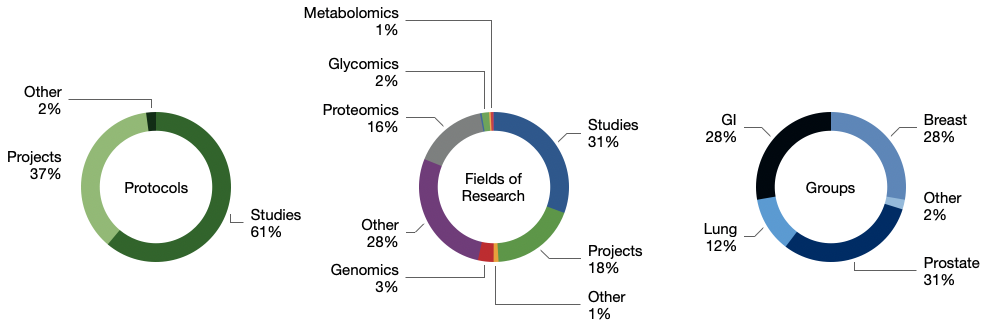 Other
2%
Projects
37%
Protocols
Studies
61%
Metabolomics
1%
Glycomics
2%
Proteomics
16%
Studies
31%
Fields of
Research
Other
28%
Genomics
3%
Projects
18%
Other
1%
GI
28%
Breast
28%
Groups
Other
2%
Lung
12%
Prostate
31%